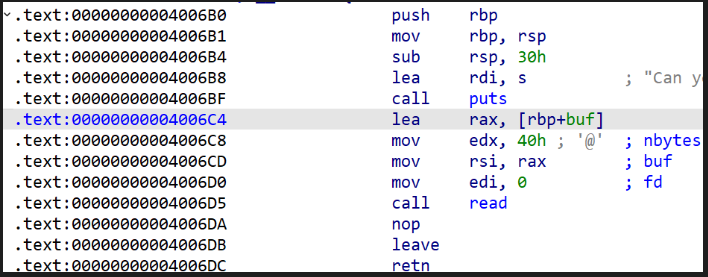 .text:00000000004006B0 push rbp
.text:00000000004006B1 mov rbp, rsp
.text:00000000004006B4 sub rsp, 30h
.text:00000000004006B8 lea rdi, s ; "Can
.text:00000000004006BF call puts
.text:00000000004006C4 lea rax, [rbp+buf]
.text:00000000004006C8 mov edx, 40h ; '@' ; nbytes
.text:00000000004006CD mov rsi, rax ; buf
.text:00000000004006D0 mov edi, 0 ; fd
.text:00000000004006D5 call read
.text:00000000004006DA nop
.text:00000000004006DB leave
.text:00000000004006DC retn